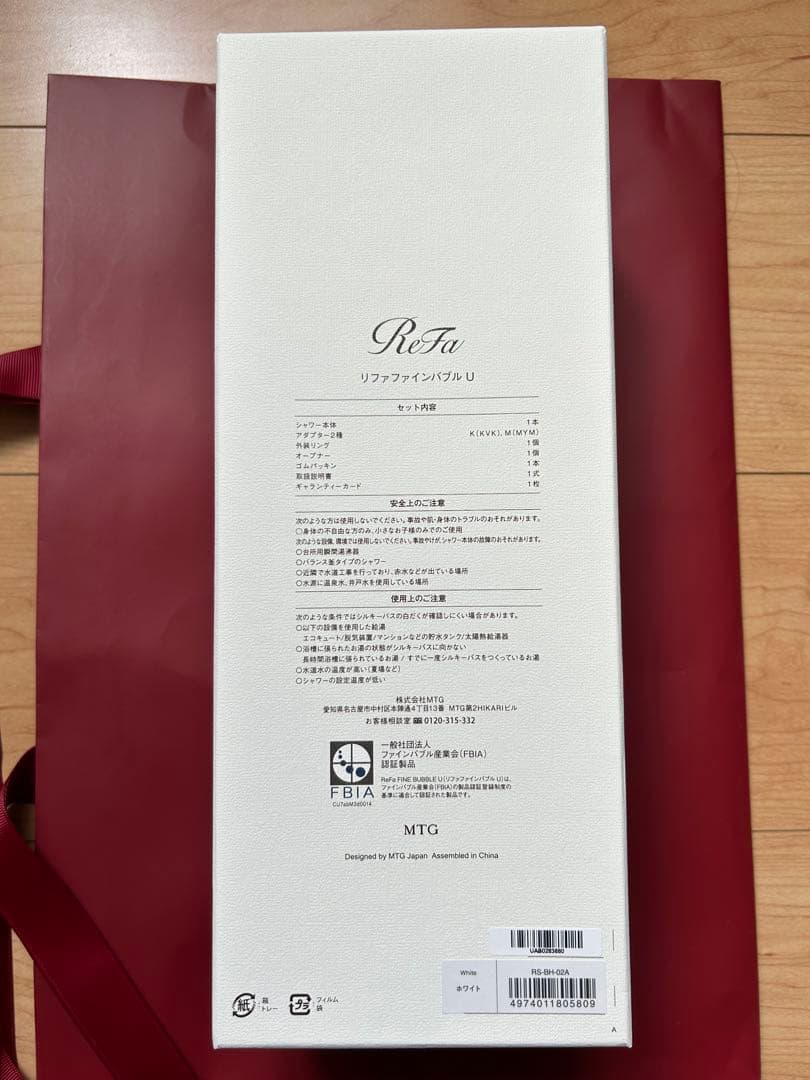 ReFa
リファファインバブル U
セット内容
シャワー本体 1本
アダプター2種 K(KVK)、M(MYM)
外装リング 1個
オープナー 1個
ゴムパッキン 1本
取扱説明書 1式
ギャランティーカード 1枚
安全上のご注意
次のような方は使用しないでください。事故や肌・身体のトラブルのおそれがあります。
○身体の不自由な方のみ、小さなお子様のみでのご使用
次のような設備、環境では使用しないでください。事故やけが、シャワー本体の故障のおそれがあります。
○台所用瞬間湯沸器
○バランス釜タイプのシャワー
○近隣で水道工事を行っており、赤水などが出ている場所
○水源に温泉水、井戸水を使用している場所
使用上のご注意
次のような条件ではシルキーバスの白だくが確認しにくい場合があります。
○以下の設備を使用した給湯
エコキュート/脱気装置/マンションなどの貯水タンク/太陽熱給湯器
○浴槽に張られたお湯の状態がシルキーバスに向かない
長時間浴槽に張られているお湯 / すでに一度シルキーバスをつくっているお湯
○水道水の温度が高い(夏場など)
○シャワーの設定温度が低い
株式会社MTG
愛知県名古屋市中村区本陣通4丁目13番 MTG第2HIKARIビル
お客様相談室 0120-315-332
FBIA
CU7abM3d0014
一般社団法人
ファインバブル産業会(FBIA)
認証製品
ReFa FINE BUBBLE U(リファファインバブル U)は、
ファインバブル産業会(FBIA)の製品認証登録制度の
基準に適合して認証された製品です。
MTG
Designed by MTG Japan Assembled in China
UAB0283860
White
ホワイト
RS-BH-02A
4974011805809
紙
箱
トレー
プラ
フィルム
袋
A